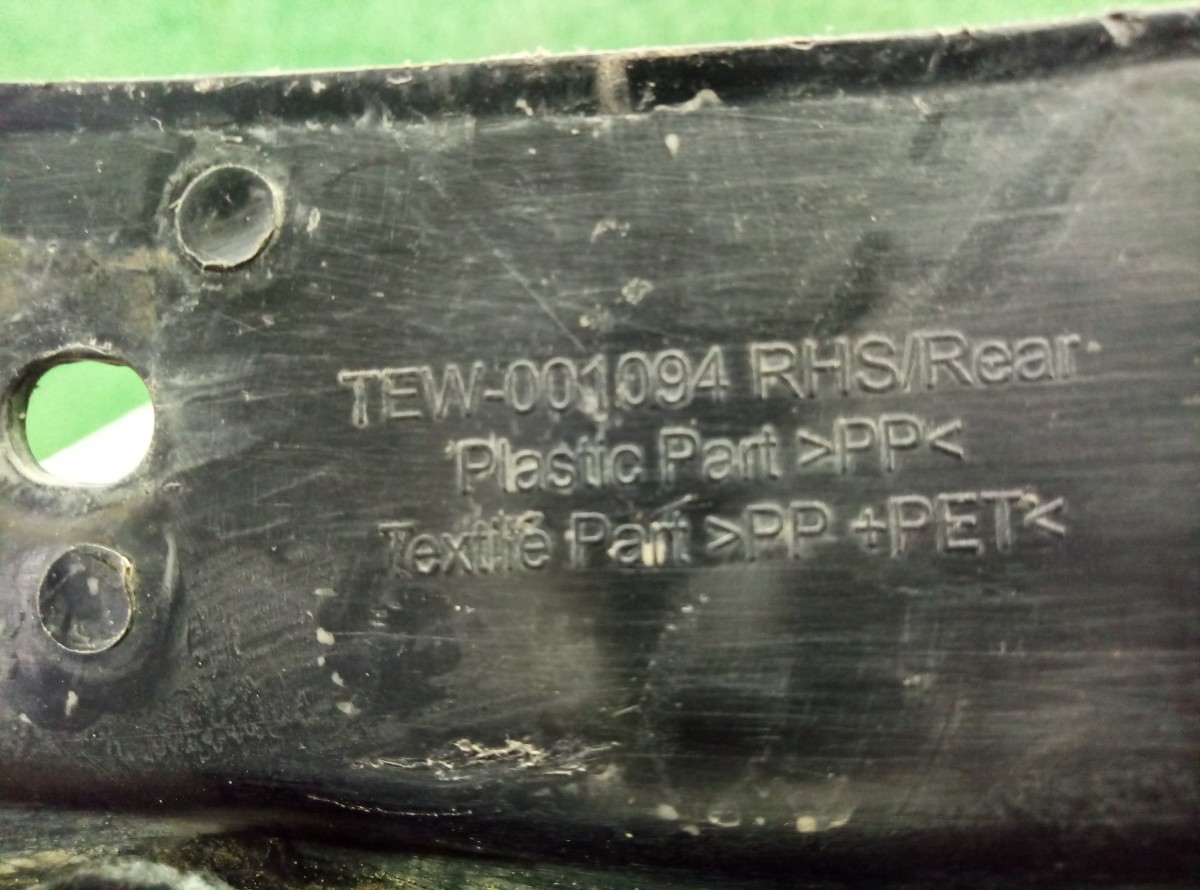 TEW-001094 RHS/Rear
Plastic Part >PP<
Textile Part >PP +PET<